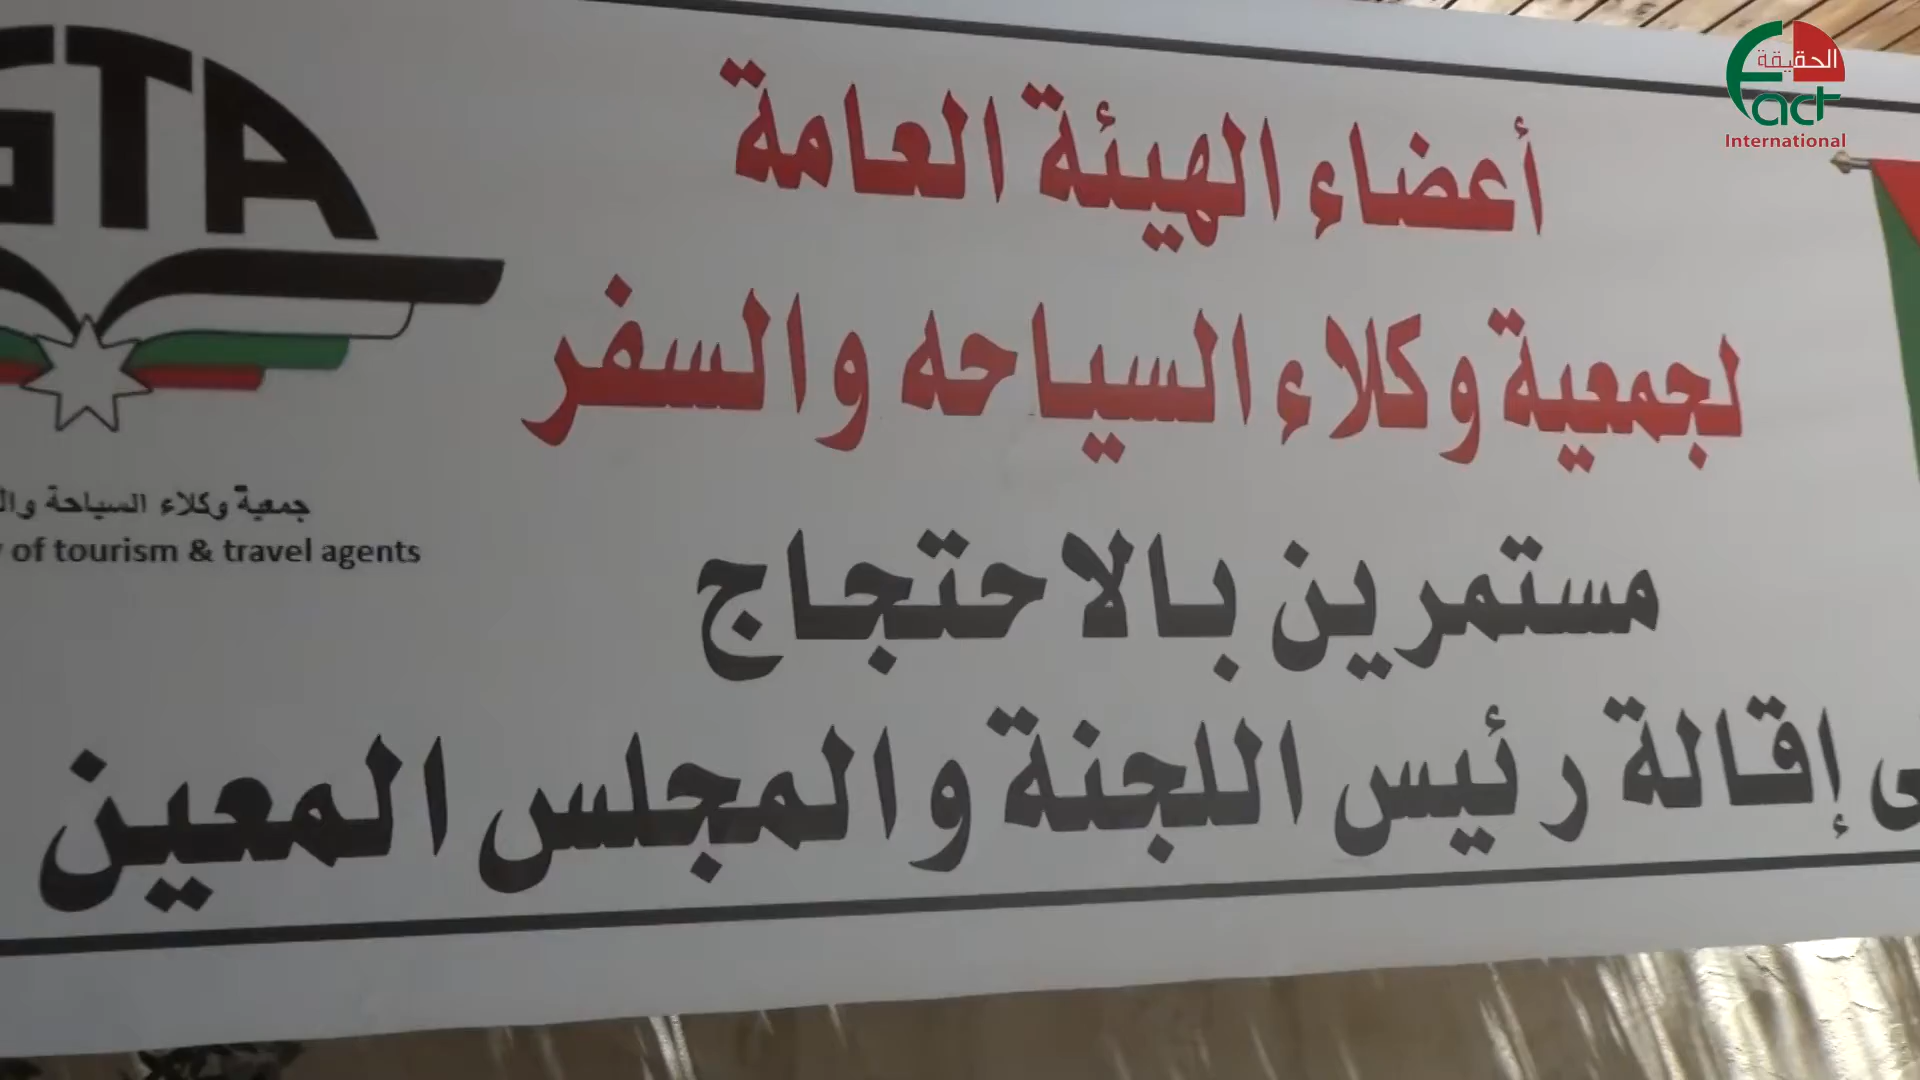 الحقيقة
Fact
International
GTA
أعضاء الهيئة العامة
لجمعية وكلاء السياحه والسفر
جمعية وكلاء السياحة
of tourism & travel agents
مستمرين بالاحتجاج
إقالة رئيس اللجنة والمجلس المعين